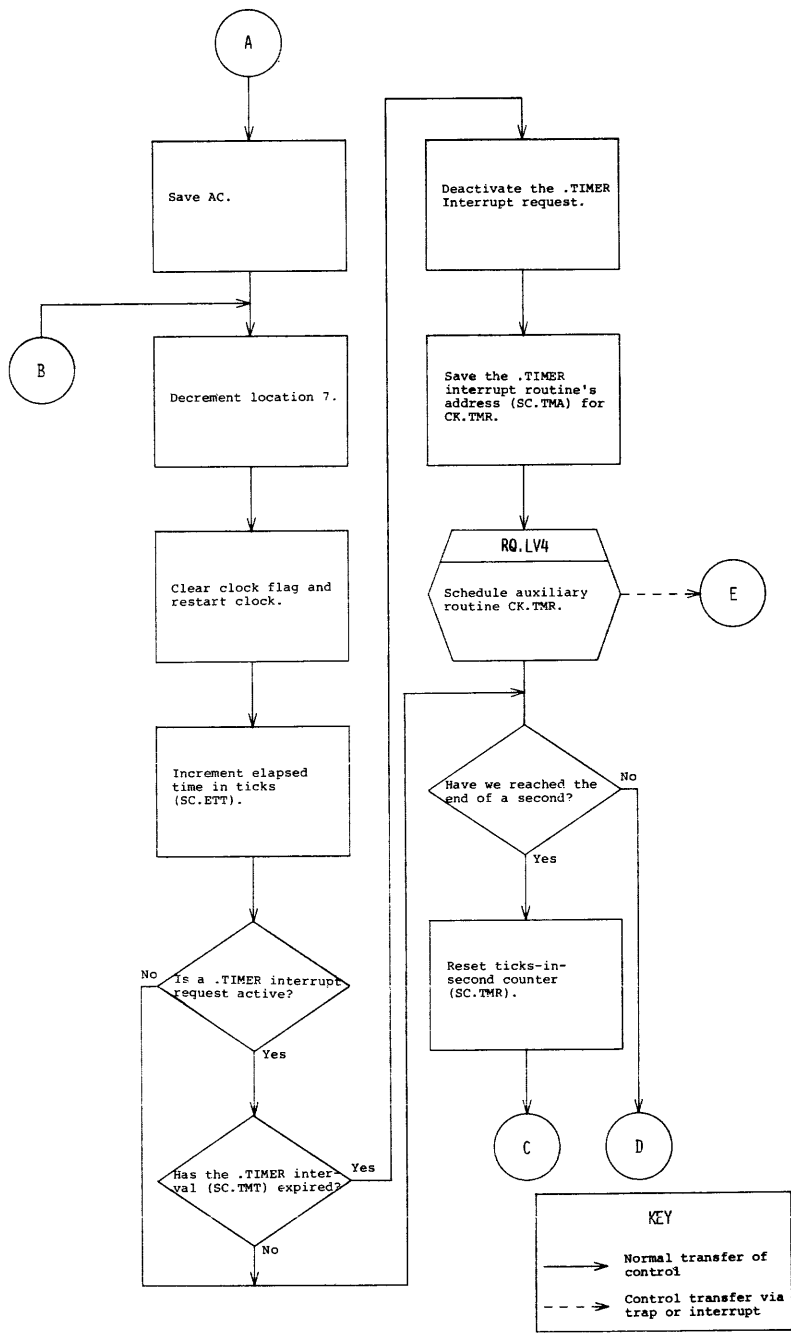 A
Save AC.
B
Decrement location 7.
Clear clock flag and
restart clock.
Increment elapsed
time in ticks
(SC.ETT).
No
Is a .TIMER interrupt
request active?
Yes
Has the .TIMER inter-
val (SC.TMT) expired?
Yes
No
Deactivate the .TIMER
Interrupt request.
Save the .TIMER
interrupt routine's
address (SC.TMA) for
CK.TMR.
RQ.LV4
Schedule auxiliary
routine CK.TMR.
E
Have we reached the
end of a second?
No
Yes
Reset ticks-in-
second counter
(SC.TMR).
C
D
KEY
Normal transfer of
control
Control transfer via
trap or interrupt